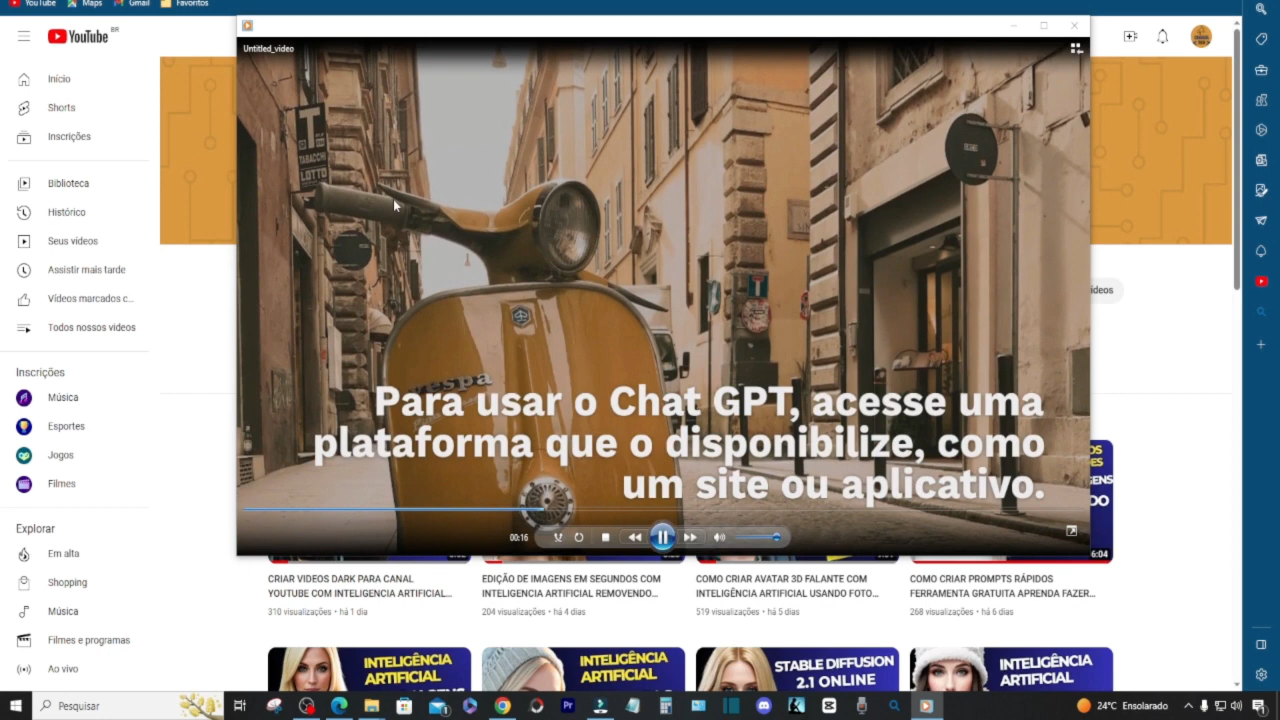 YouTube
Maps
Gmail
Favoritos
YouTube BR
Início
Shorts
Inscrições
Biblioteca
Histórico
Seus vídeos
Assistir mais tarde
Vídeos marcados c...
Todos nossos videos
Inscrições
Música
Esportes
Jogos
Filmes
Explorar
Em alta
Shopping
Música
Filmes e programas
Ao vivo
Untitled_video
TABACCHI
LOTTO
vespa
Para usar o Chat GPT, acesse uma
plataforma que o disponibilize, como
um site ou aplicativo.
00:16
ideos
6:04
CRIAR VIDEOS DARK PARA CANAL
YOUTUBE COM INTELIGENCIA ARTIFICIAL...
310 visualizações • há 1 dia
EDIÇÃO DE IMAGENS EM SEGUNDOS COM
INTELIGENCIA ARTIFICIAL REMOVENDO...
204 visualizações • há 4 dias
COMO CRIAR AVATAR 3D FALANTE COM
INTELIGÊNCIA ARTIFICIAL USANDO FOTO...
519 visualizações • há 5 dias
COMO CRIAR PROMPTS RÁPIDOS
FERRAMENTA GRATUITA APRENDA FAZER...
268 visualizações • há 6 dias
INTELIGÊNCIA
ARTIFICIAL
INTELIGÊNCIA
ARTIFICIAL
STABLE DIFFUSION
2.1 ONLINE
INTELIGÊNCIA
ARTIFICIAL
Pesquisar
24°C Ensolarado